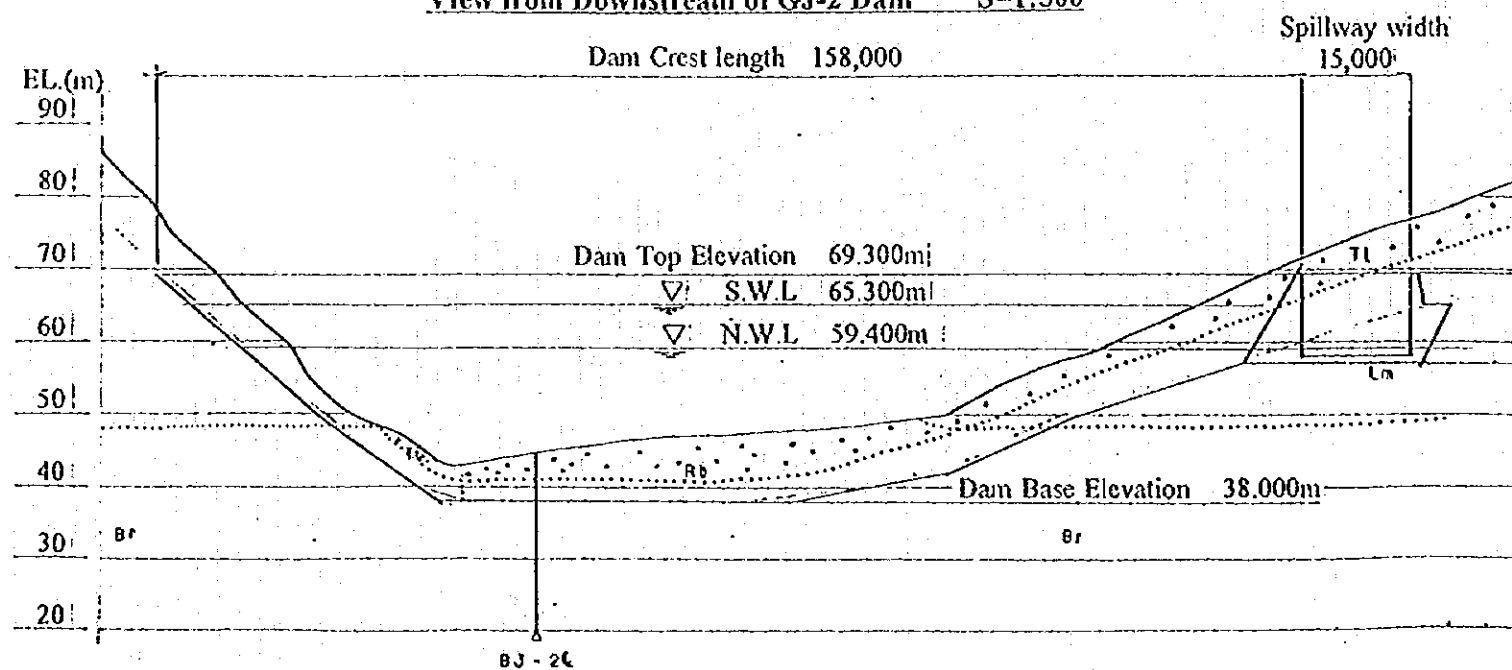 View from Downstream of GJ-2 Dam S=1:500
Spillway width
Dam Crest length 158,000
15,000
EL.(m)
90
80
70
60
50
40
30
20
Dam Top Elevation 69.300m
S.W.L 65.300m
N.W.L 59.400m
Tl
Lm
Rb
Dam Base Elevation 38.000m
Br
Br
BJ-2